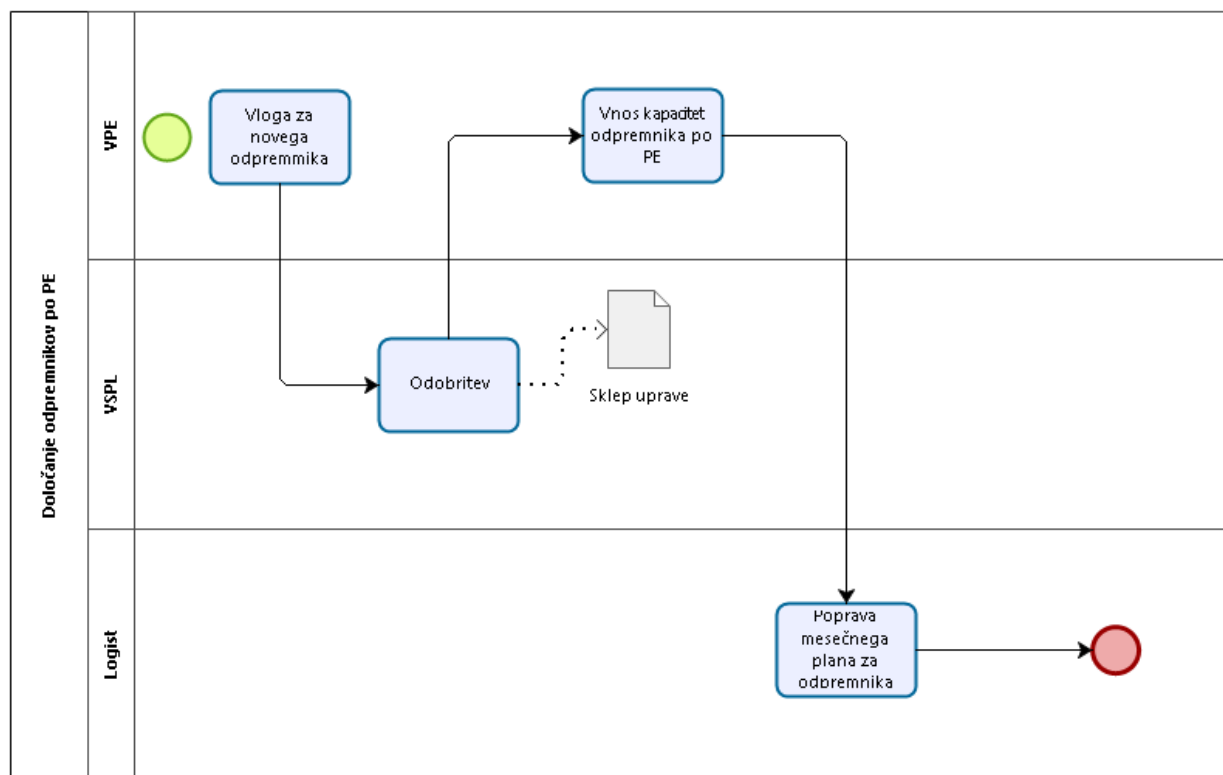 Določanje odpremnikov po PE
VPE
Vloga za
novega
odpremmika
Vnos kapacitet
odpremnika po
PE
VSPL
Odobritev
Sklep uprave
Logist
Poprava
mesečnega
plana za
odpremnika